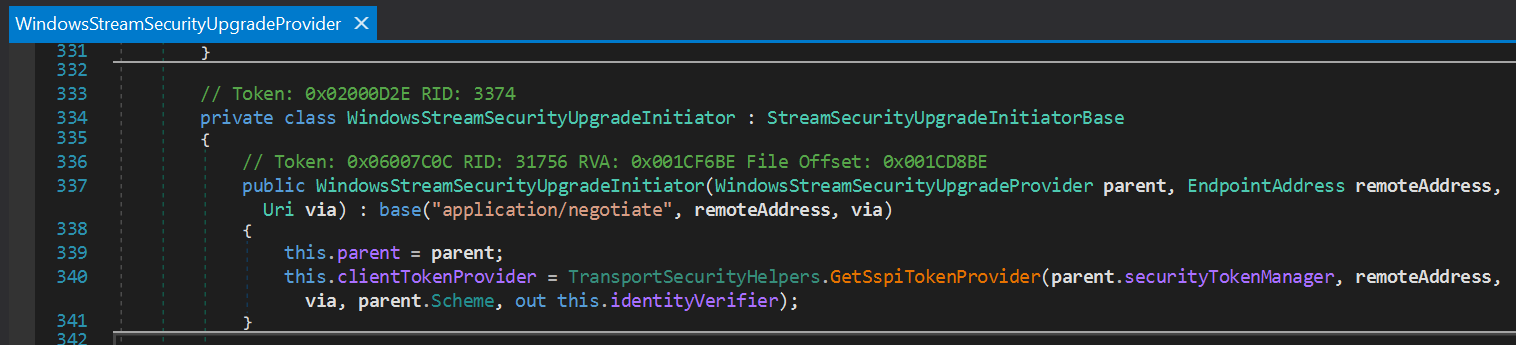 WindowsStreamSecurityUpgradeProvider ✕
331 }
332
333 // Token: 0x02000D2E RID: 3374
334 private class WindowsStreamSecurityUpgradeInitiator : StreamSecurityUpgradeInitiatorBase
335 {
336 // Token: 0x06007C0C RID: 31756 RVA: 0x001CF6BE File Offset: 0x001CD8BE
337 public WindowsStreamSecurityUpgradeInitiator(WindowsStreamSecurityUpgradeProvider parent, EndpointAddress remoteAddress,
Uri via) : base("application/negotiate", remoteAddress, via)
338 {
339 this.parent = parent;
340 this.clientTokenProvider = TransportSecurityHelpers.GetSspiTokenProvider(parent.securityTokenManager, remoteAddress,
via, parent.Scheme, out this.identityVerifier);
341 }
342